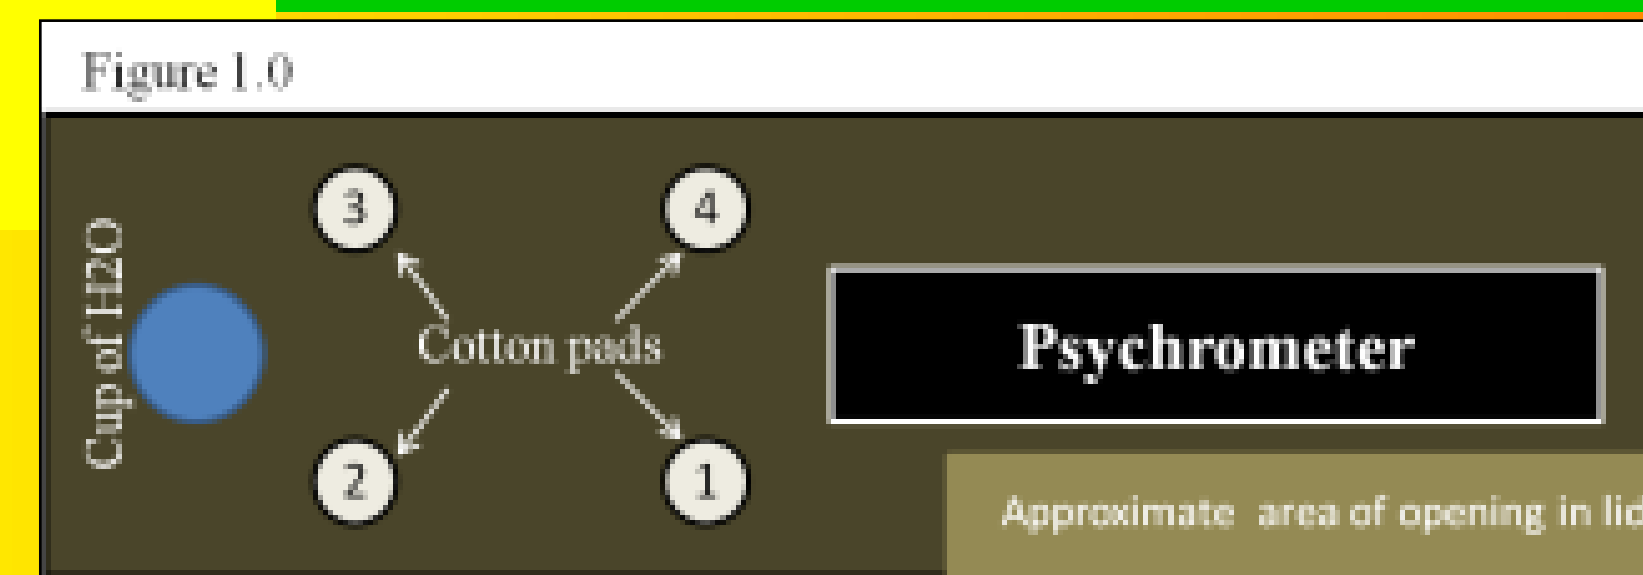 Figure 1.0
3
4
Cup of H2O
Cotton pads
Psychrometer
2
1
Approximate area of opening in lid